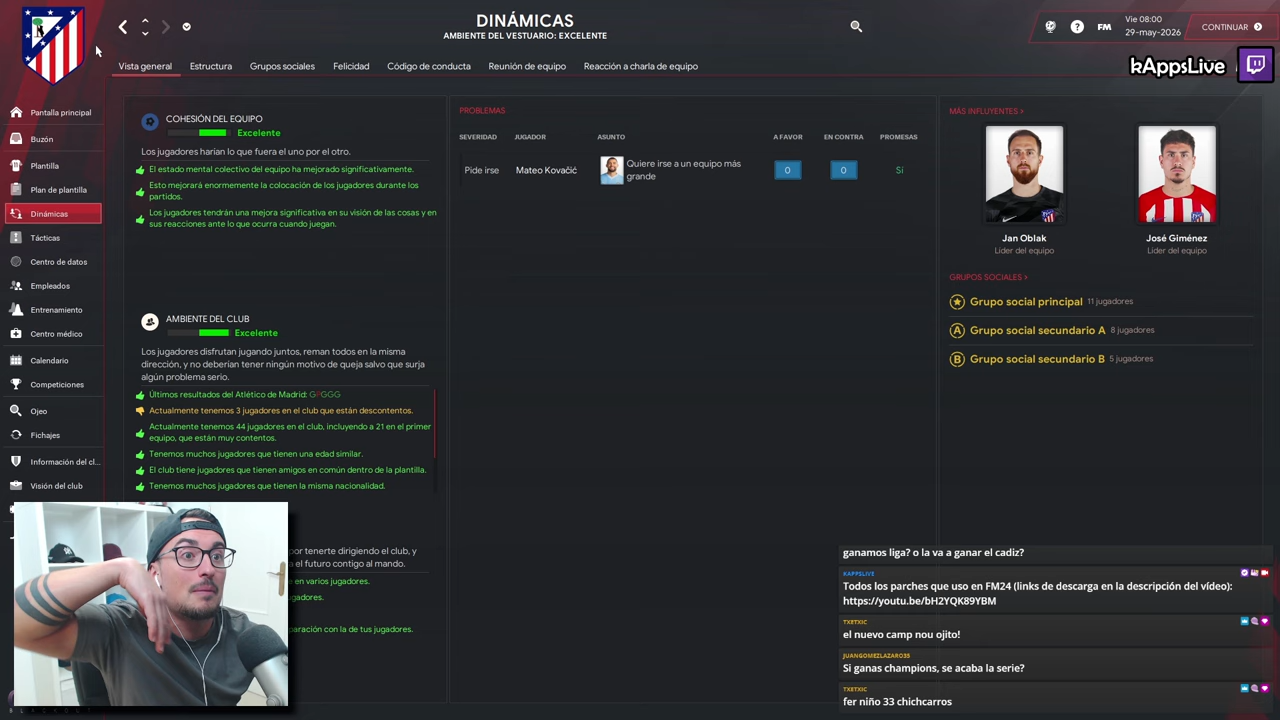 DINÁMICAS
AMBIENTE DEL VESTUARIO: EXCELENTE
FM
Vie 08:00
29-may-2026
CONTINUAR
kAppsLive
Vista general
Estructura
Grupos sociales
Felicidad
Código de conducta
Reunión de equipo
Reacción a charla de equipo
Pantalla principal
Buzón
Plantilla
Plan de plantilla
Dinámicas
Tácticas
Centro de datos
Empleados
Entrenamiento
Centro médico
Calendario
Competiciones
Ojeo
Fichajes
Información del cl...
Visión del club
COHESIÓN DEL EQUIPO
Excelente
Los jugadores harían lo que fuera el uno por el otro.
El estado mental colectivo del equipo ha mejorado significativamente.
Esto mejorará enormemente la colocación de los jugadores durante los
partidos.
Los jugadores tendrán una mejora significativa en su visión de las cosas y en
sus reacciones ante lo que ocurra cuando juegan.
AMBIENTE DEL CLUB
Excelente
Los jugadores disfrutan jugando juntos, reman todos en la misma
dirección, y no deberían tener ningún motivo de queja salvo que surja
algún problema serio.
Últimos resultados del Atlético de Madrid: GPGGG
Actualmente tenemos 3 jugadores en el club que están descontentos.
Actualmente tenemos 44 jugadores en el club, incluyendo a 21 en el primer
equipo, que están muy contentos.
Tenemos muchos jugadores que tienen una edad similar.
El club tiene jugadores que tienen amigos en común dentro de la plantilla.
Tenemos muchos jugadores que tienen la misma nacionalidad.
por tenerte dirigiendo el club, y
el futuro contigo al mando.
en varios jugadores.
gadores.
paración con la de tus jugadores.
PROBLEMAS
SEVERIDAD
JUGADOR
ASUNTO
A FAVOR
EN CONTRA
PROMESAS
Pide irse
Mateo Kovačić
Quiere irse a un equipo más
grande
0
0
Sí
MÁS INFLUYENTES >
Jan Oblak
Líder del equipo
José Giménez
Líder del equipo
GRUPOS SOCIALES >
Grupo social principal 11 jugadores
A Grupo social secundario A 8 jugadores
B Grupo social secundario B 5 jugadores
ganamos liga? o la va a ganar el cadiz?
KAPPSLIVE
Todos los parches que uso en FM24 (links de descarga en la descripción del vídeo):
https://youtu.be/bH2YQK89YBM
TXETXIC
el nuevo camp nou ojito!
JUANGOMEZLAZARO35
Si ganas champions, se acaba la serie?
TXETXIC
fer niño 33 chichcarros